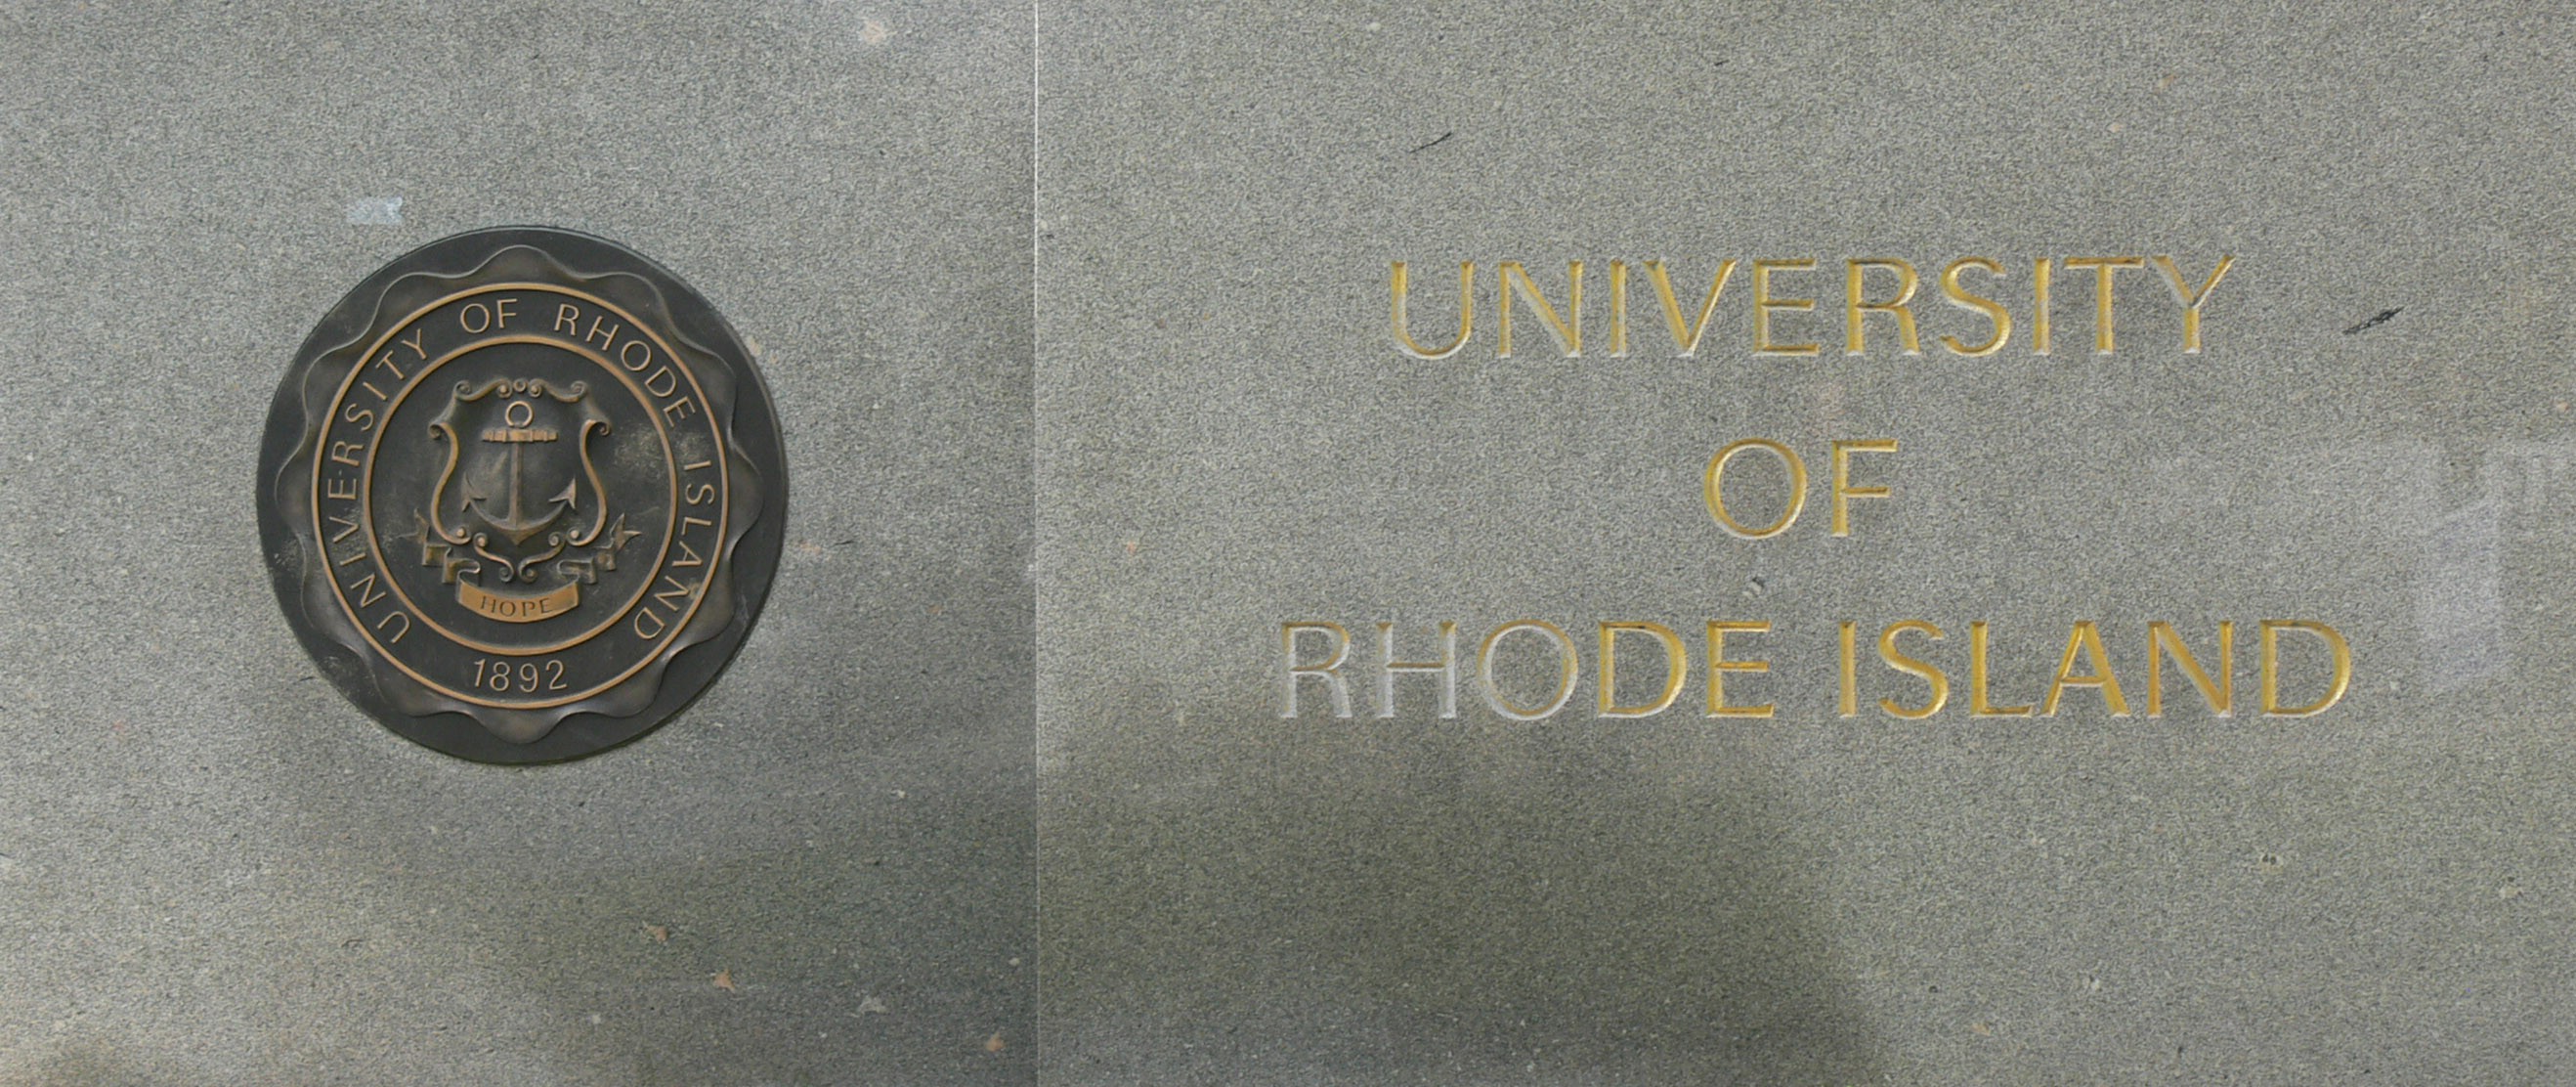 UNIVERSITY OF RHODE ISLAND
HOPE
1892
UNIVERSITY
OF
RHODE ISLAND